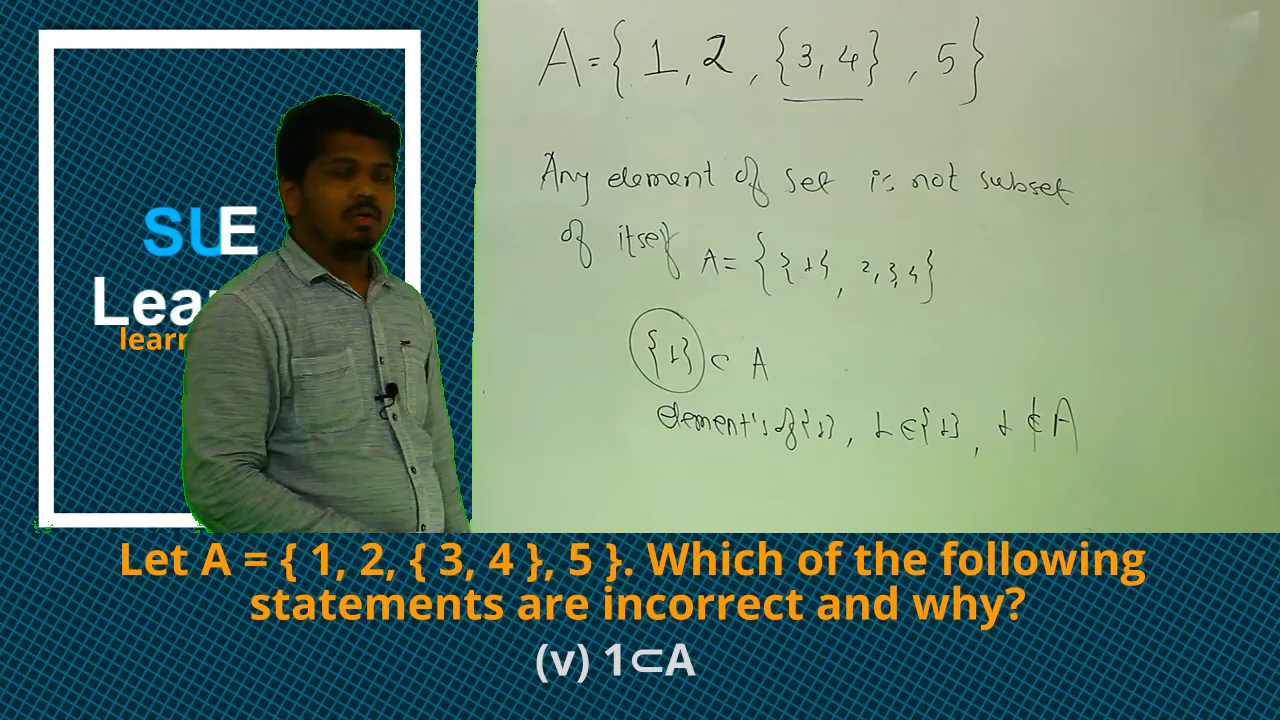 SUE
Lear
learn
A = { 1, 2, {3, 4}, 5 }
Any element of set is not subset
of itself A = { {1}, 2, 3, 4}
{1} ⊂ A
element's of {1}, 1 ∈ {1}, 1 ∉ A
Let A = { 1, 2, { 3, 4 }, 5 }. Which of the following
statements are incorrect and why?
(v) 1⊂A